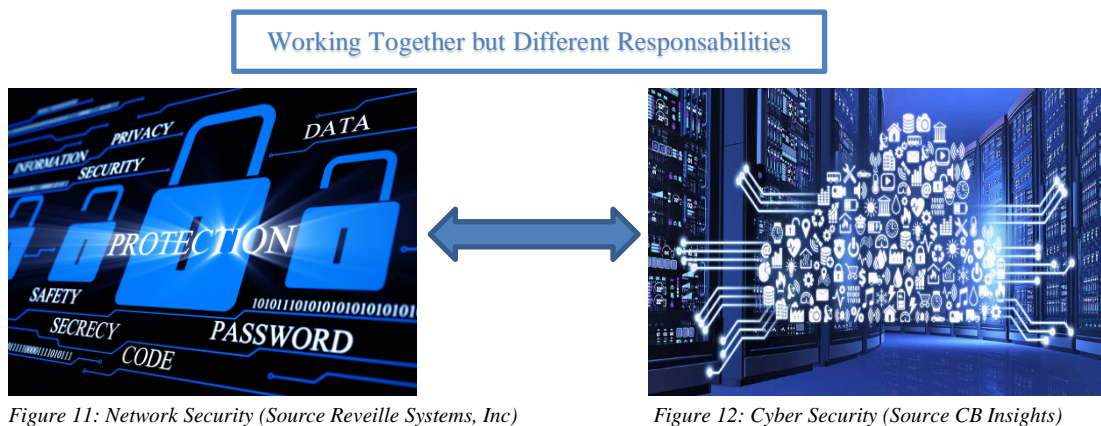 Working Together but Different Responsabilities
PRIVACY
DATA
INFORMATION
SECURITY
PROTECTION
SAFETY
1010111010101010101010101
SECRECY
PASSWORD
CODE
Figure 11: Network Security (Source Reveille Systems, Inc)
Figure 12: Cyber Security (Source CB Insights)